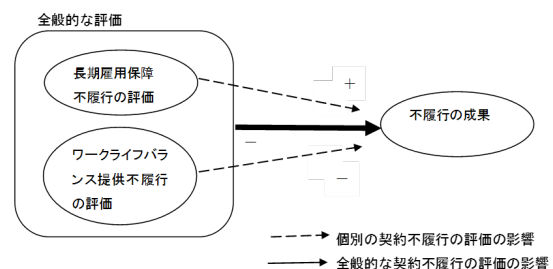 全般的な評価
長期雇用保障
不履行の評価
＋
不履行の成果
－
ワークライフバ
ランス提供不履行
の評価
－
個別の契約不履行の評価の影響
全般的な契約不履行の評価の影響